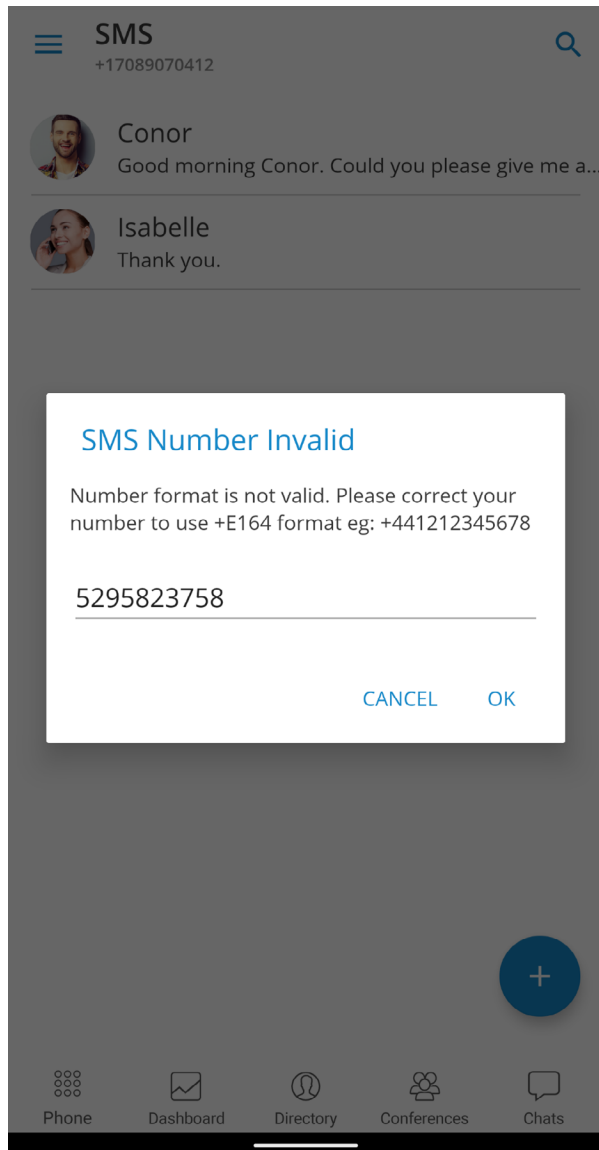 SMS
+17089070412
Conor
Good morning Conor. Could you please give me a...
Isabelle
Thank you.
SMS Number Invalid
Number format is not valid. Please correct your
number to use +E164 format eg: +441212345678
5295823758
CANCEL OK
+
Phone Dashboard Directory Conferences Chats